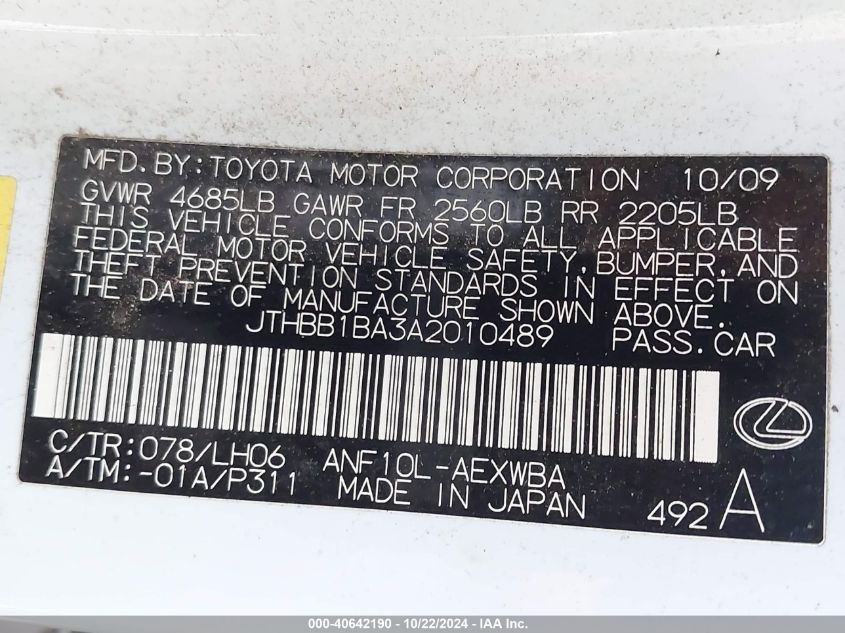 MFD.BY:TOYOTA MOTOR CORPORATION 10/09
GVWR 4685LB GAWR FR 2560LB RR 2205LB
THIS VEHICLE CONFORMS TO ALL APPLICABLE
FEDERAL MOTOR VEHICLE SAFETY,BUMPER,AND
THEFT PREVENTION STANDARDS IN EFFECT ON
THE DATE OF MANUFACTURE SHOWN ABOVE.
JTHBB1BA3A2010489 PASS.CAR
C/TR:078/LH06 ANF10L-AEXWBA
A/TM:-01A/P311 MADE IN JAPAN 492 A
000-40642190 - 10/22/2024 - IAA Inc.